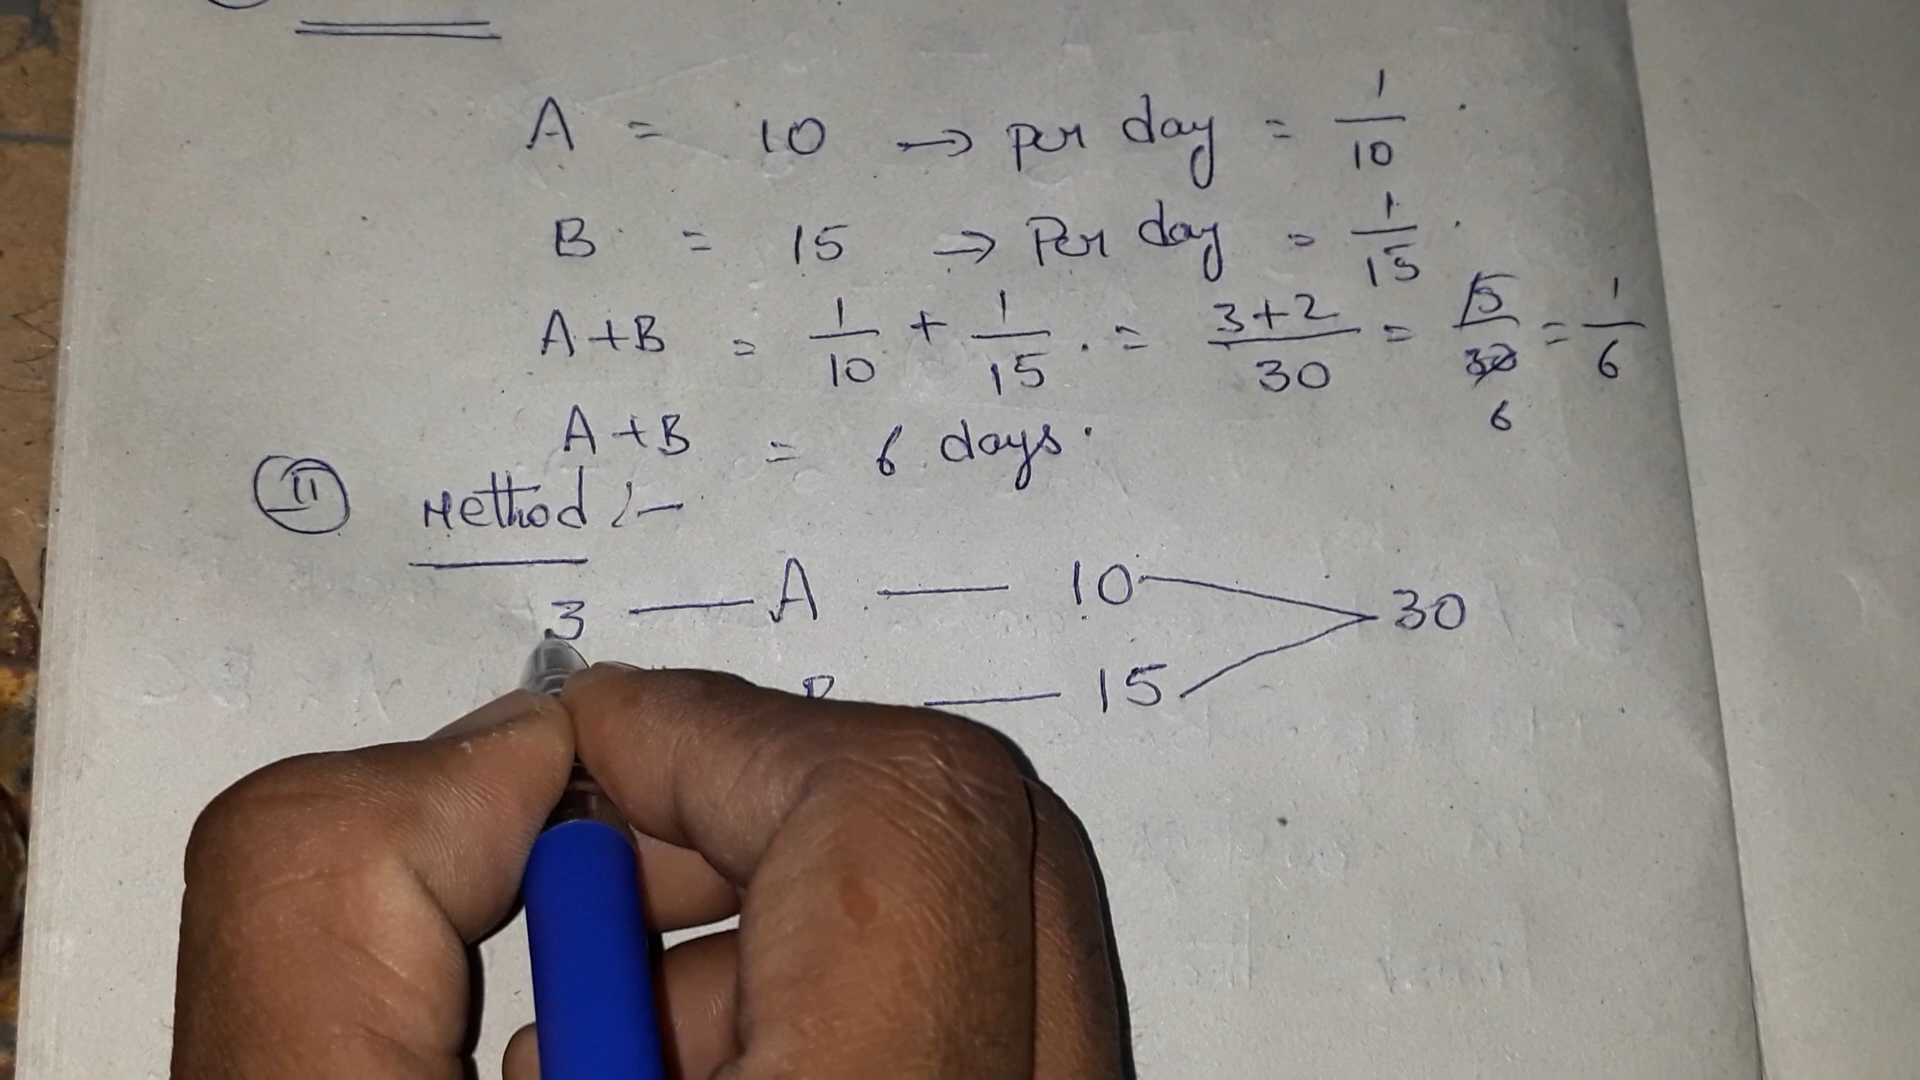 A = 10 → per day = 1/10
B = 15 → Per day = 1/15
A+B = 1/10 + 1/15 = 3+2/30 = 5/30 = 1/6
6
A+B = 6 days.
II Method :-
3 — A — 10 30
B — 15